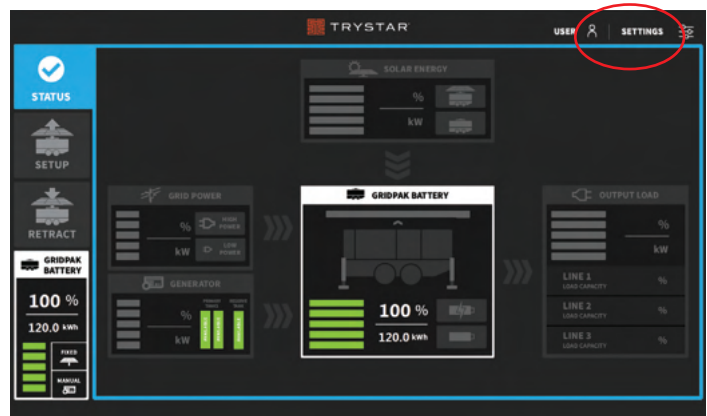 TRYSTAR
USER
SETTINGS
STATUS
SETUP
RETRACT
GRIDPAK
BATTERY
100 %
120.0 kWh
FIXED
MANUAL
SOLAR ENERGY
%
kW
GRID POWER
%
kW
HIGH
POWER
LOW
POWER
GENERATOR
%
kW
GRIDPAK BATTERY
100 %
120.0 kWh
OUTPUT LOAD
%
kW
LINE 1
LOAD CAPACITY
%
LINE 2
LOAD CAPACITY
%
LINE 3
LOAD CAPACITY
%